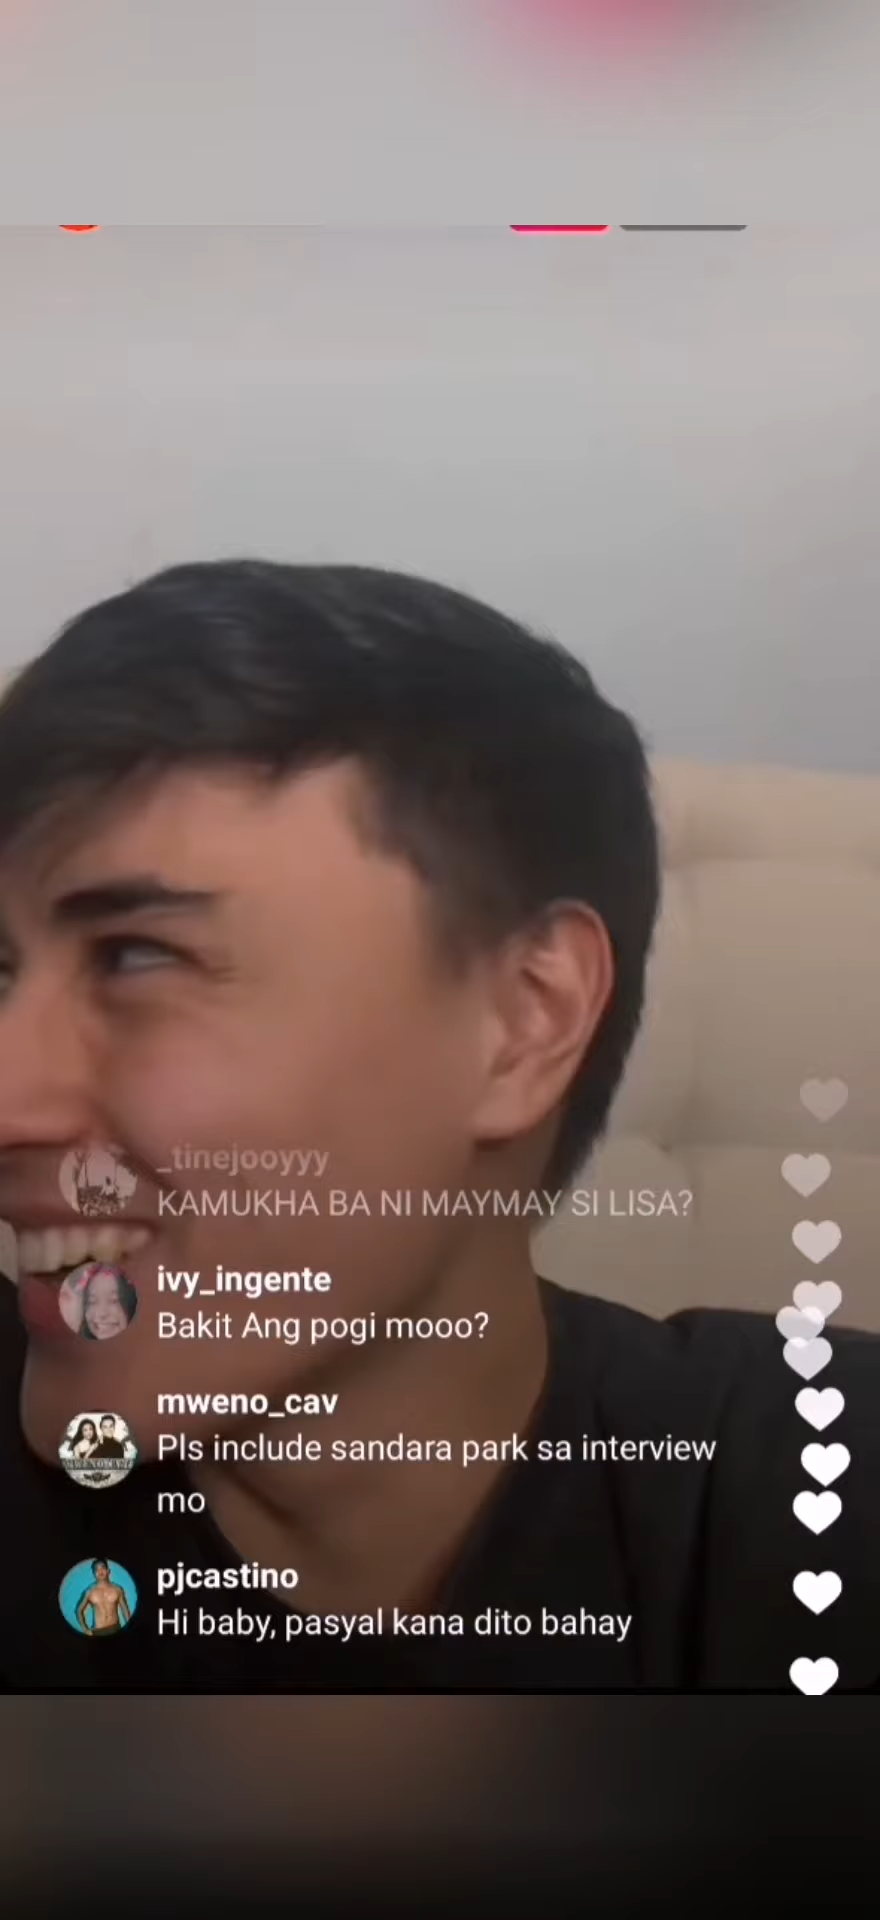 _tinejooyyy
KAMUKHA BA NI MAYMAY SI LISA?
ivy_ingente
Bakit Ang pogi mooo?
mweno_cav
Pls include sandara park sa interview
mo
pjcastino
Hi baby, pasyal kana dito bahay